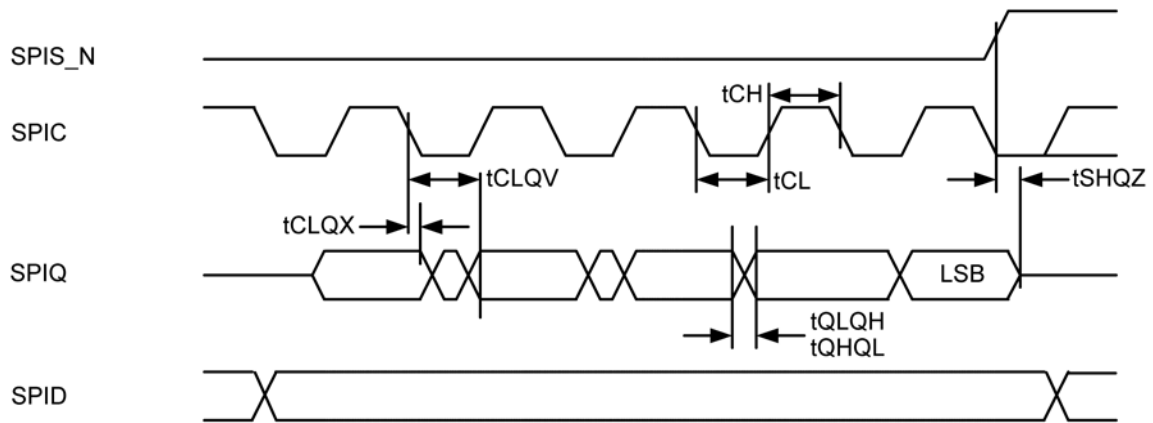 SPIS_N
tCH
SPIC
tCLQV
tCL
tSHQZ
tCLQX
SPIQ
LSB
tQLQH
tQHQL
SPID